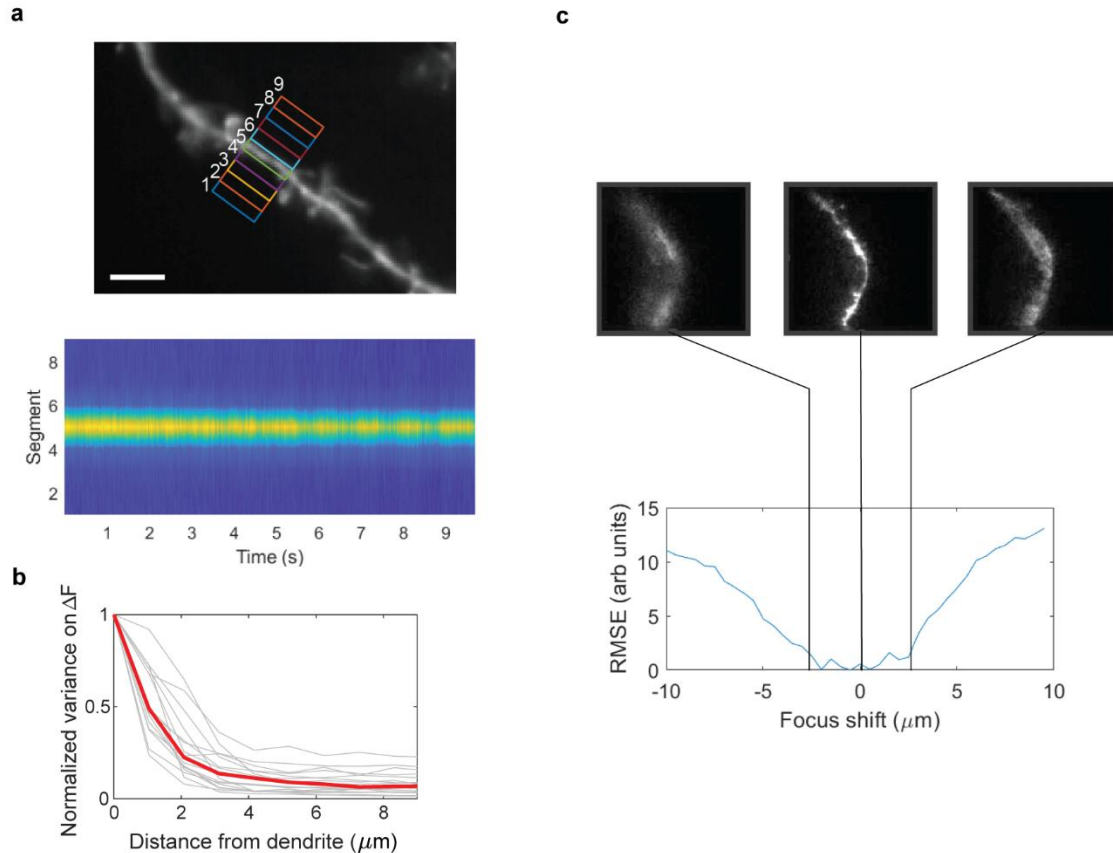 a
1 2 3 4 5 6 7 8 9
Segment
8
6
4
2
1 2 3 4 5 6 7 8 9
Time (s)
b
Normalized variance on ΔF
1
0.5
0
0 2 4 6 8
Distance from dendrite (μm)
c
RMSE (arb units)
15
10
5
0
-10 -5 0 5 10
Focus shift (μm)